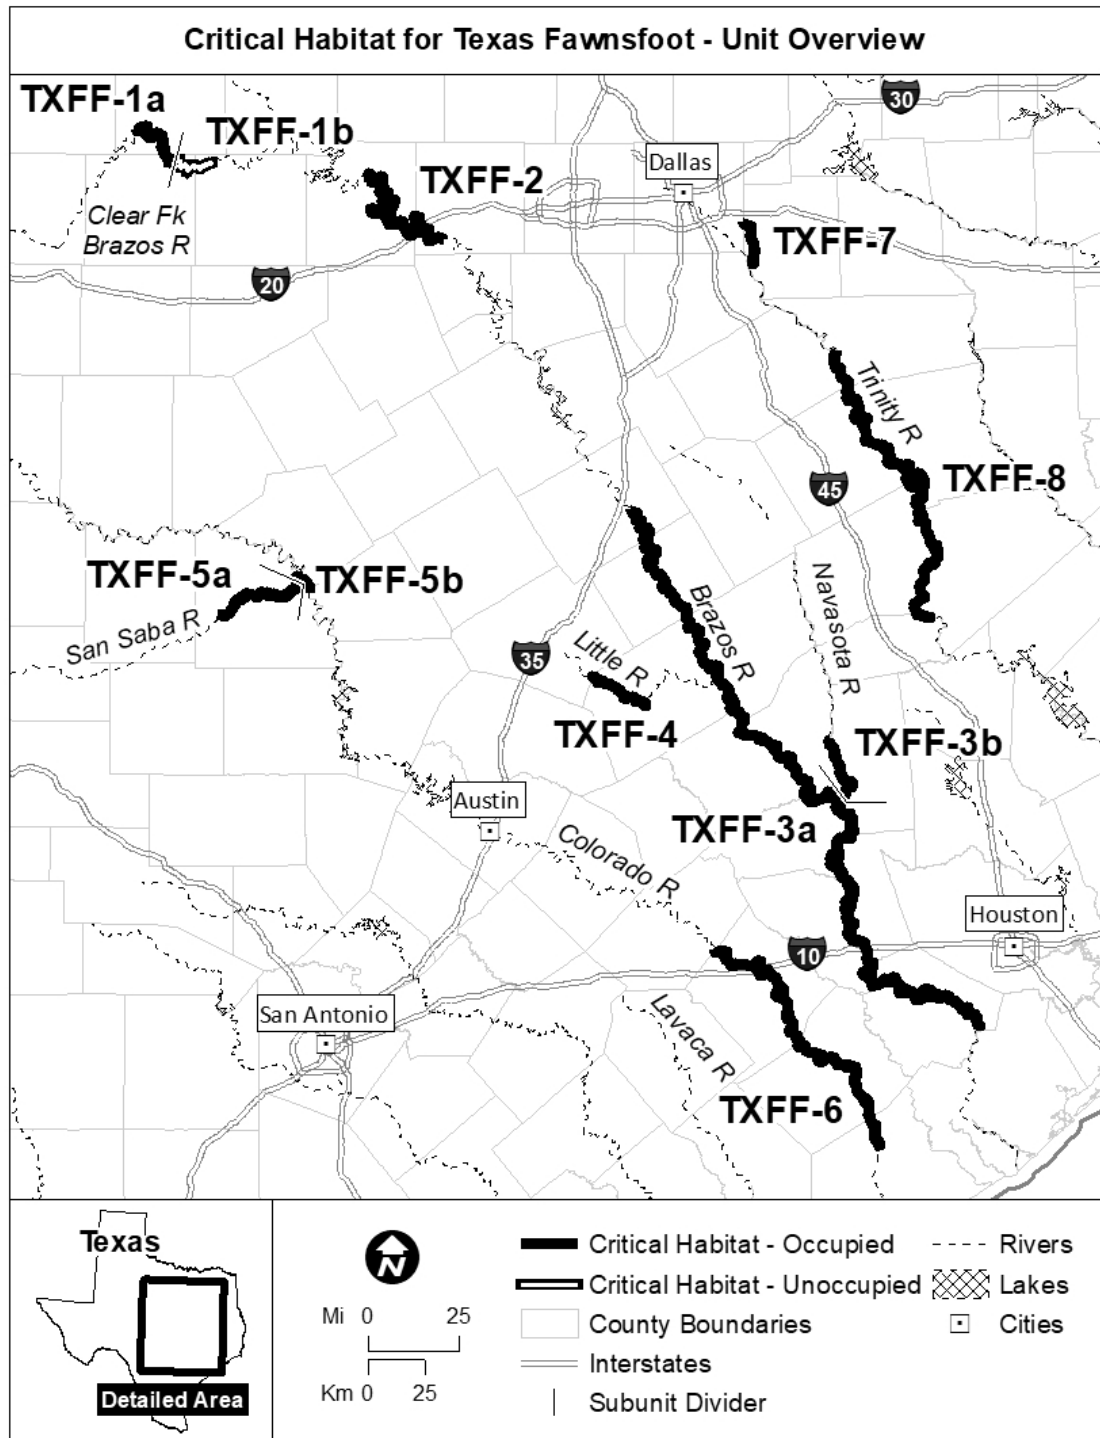 Critical Habitat for Texas Fawnsfoot - Unit Overview
TXFF-1a
TXFF-1b
30
Dallas
TXFF-2
Clear Fk
Brazos R
TXFF-7
20
Trinity R
TXFF-8
45
TXFF-5a
TXFF-5b
San Saba R
Brazos R
Navasota R
35
Little R
TXFF-4
TXFF-3b
Austin
TXFF-3a
Colorado R
Houston
10
San Antonio
Lavaca R
TXFF-6
Texas
Detailed Area
N
Mi 0 25
Km 0 25
Critical Habitat - Occupied
Critical Habitat - Unoccupied
County Boundaries
Interstates
Subunit Divider
Rivers
Lakes
Cities